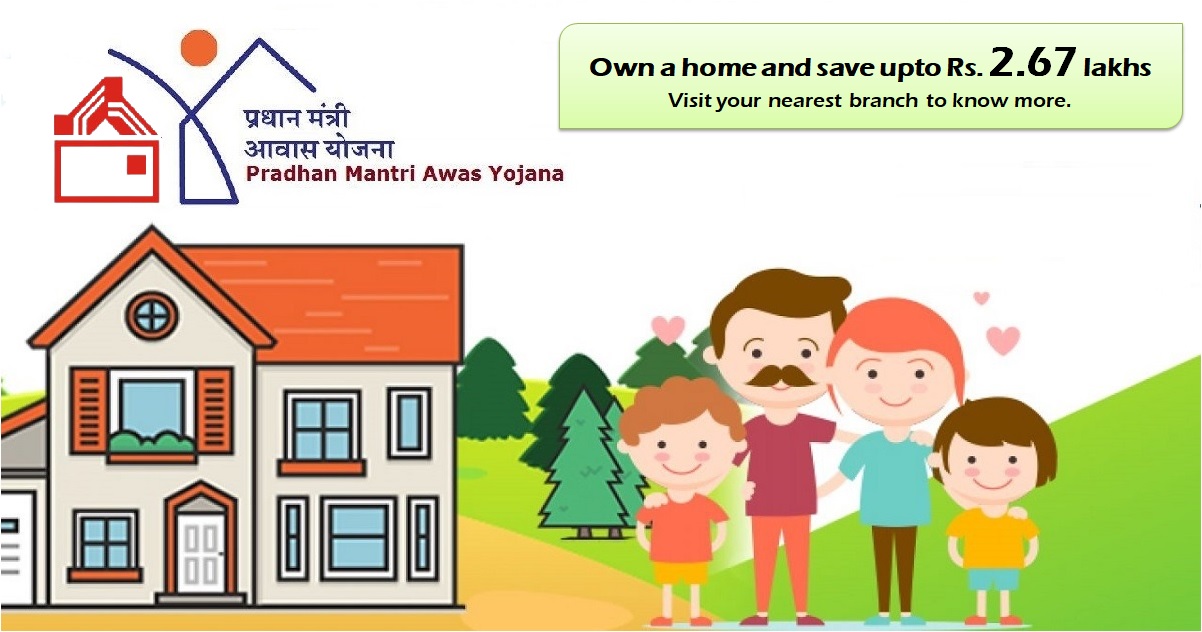 प्रधान मंत्री
आवास योजना
Pradhan Mantri Awas Yojana
Own a home and save upto Rs. 2.67 lakhs
Visit your nearest branch to know more.